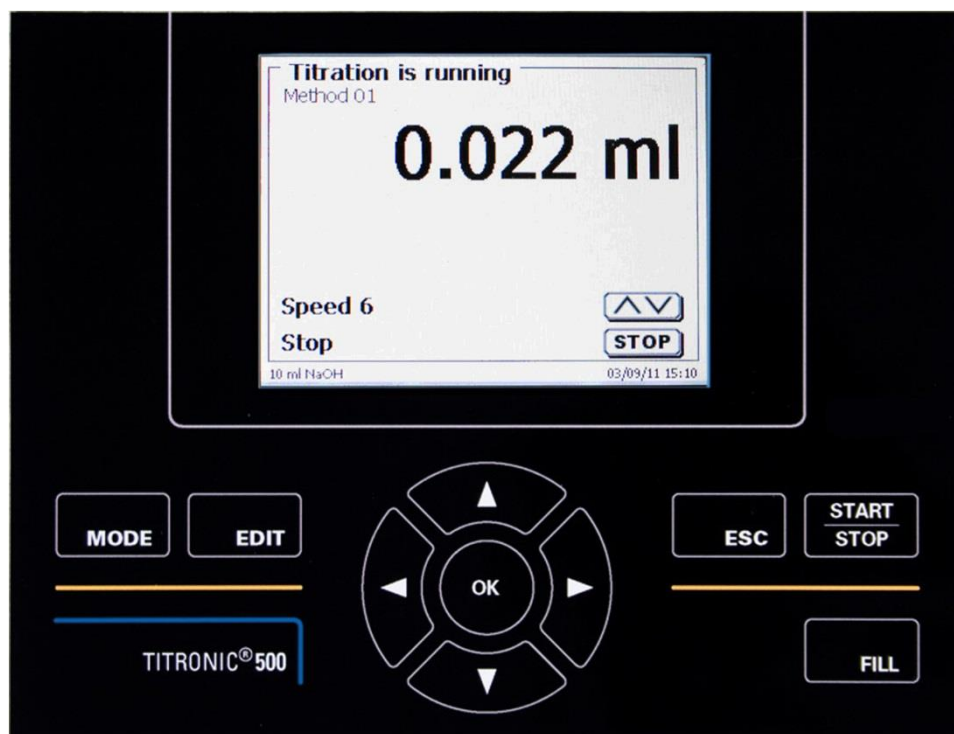 Titration is running
Method 01
0.022 ml
Speed 6
Stop STOP
10 ml NaOH 03/09/11 15:10
MODE EDIT OK ESC START
STOP
TITRONIC®500 FILL